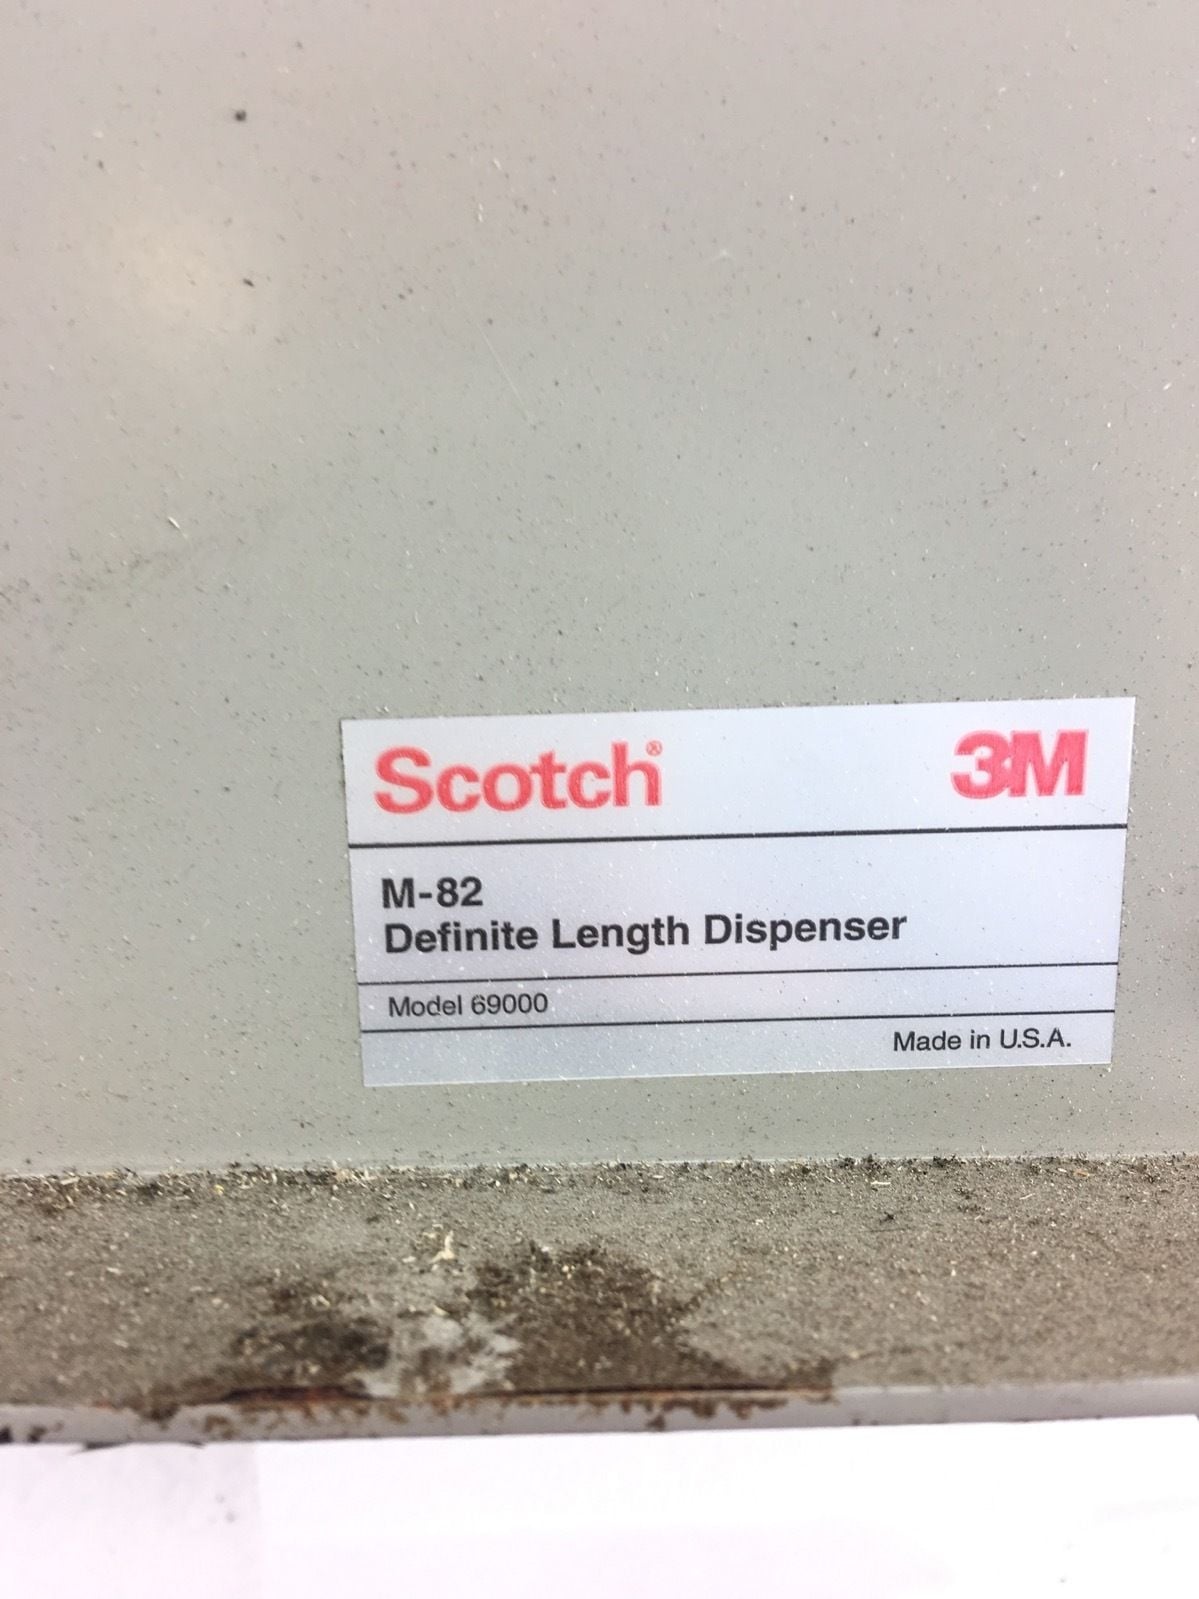 Scotch® 3M
M-82
Definite Length Dispenser
Model 69000
Made in U.S.A.